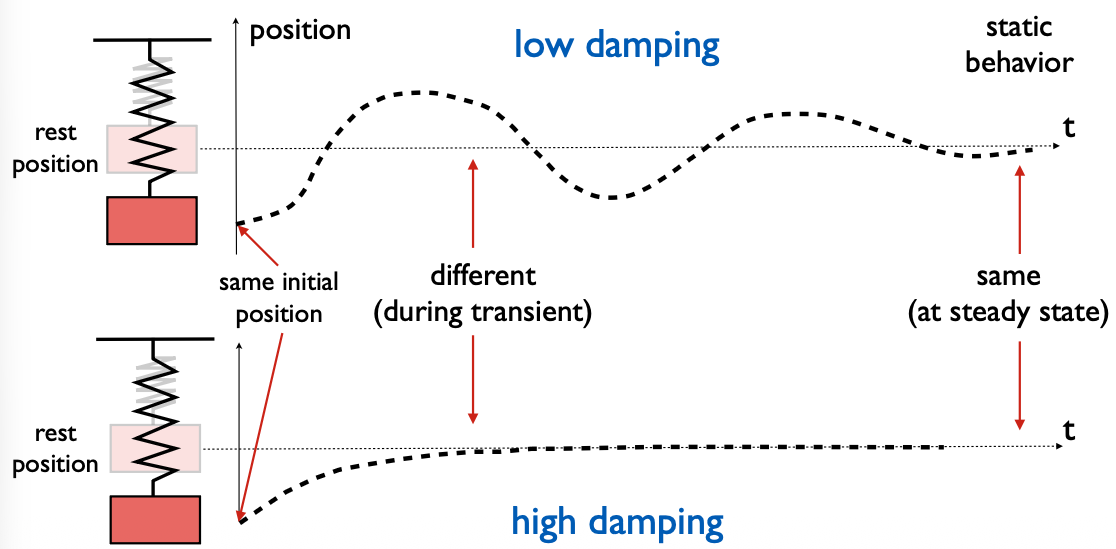 position
low damping
static
behavior
rest
position
t
same initial
position
different
(during transient)
same
(at steady state)
rest
position
t
high damping